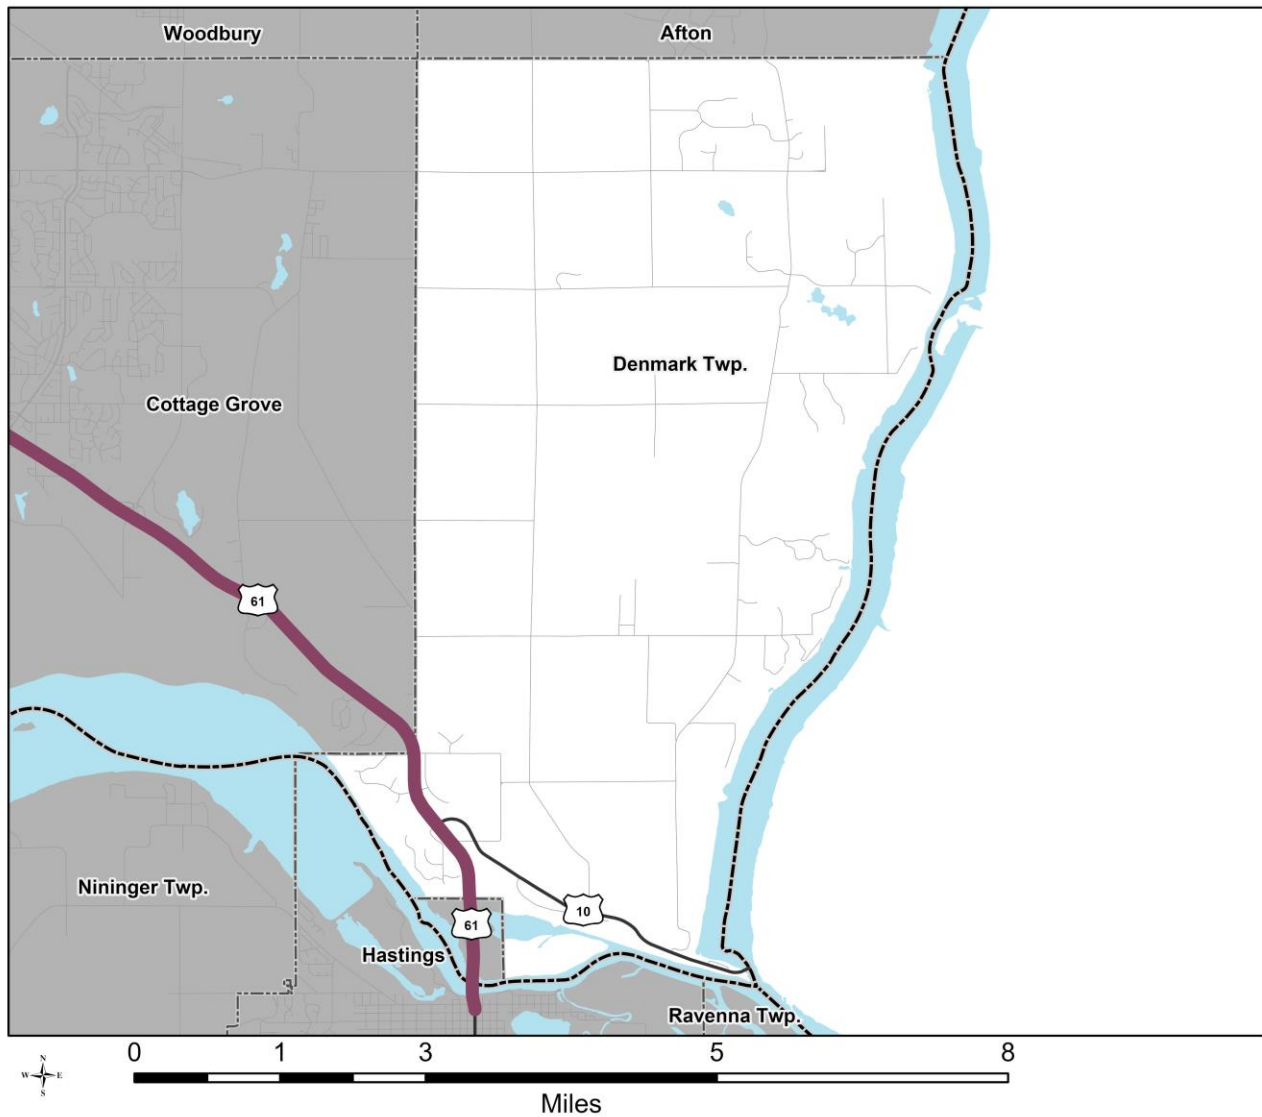 Woodbury
Afton
Denmark Twp.
Cottage Grove
61
Nininger Twp.
10
61
Hastings
Ravenna Twp.
N
W E
S
0 1 3 5 8
Miles